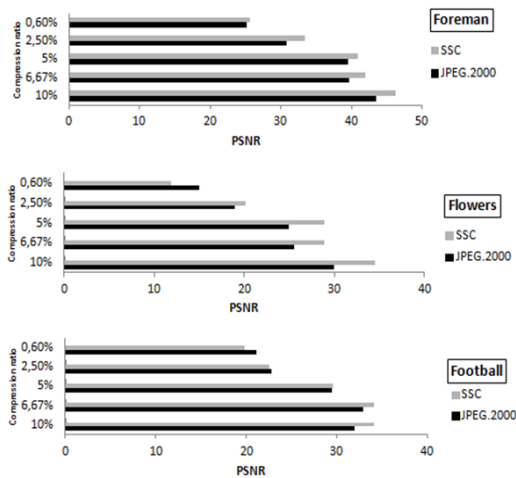 Foreman
Compression ratio
0,60%
2,50%
5%
6,67%
10%
0 10 20 30 40 50
PSNR
SSC
JPEG.2000
Flowers
Compression ratio
0,60%
2,50%
5%
6,67%
10%
0 10 20 30 40
PSNR
SSC
JPEG.2000
Football
Compression ratio
0,60%
2,50%
5%
6,67%
10%
0 10 20 30 40
PSNR
SSC
JPEG.2000